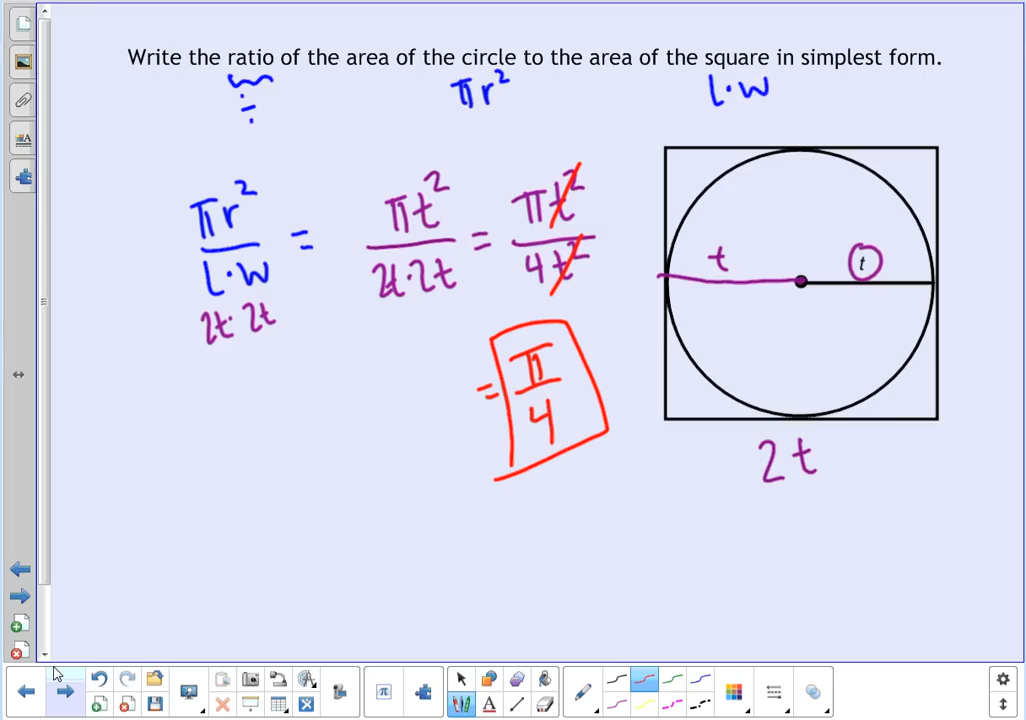 Write the ratio of the area of the circle to the area of the square in simplest form.
÷ πr² l·w
πr²/l·w = πt²/2t·2t = πt²/4t²
2t·2t
= π/4
t t
2t